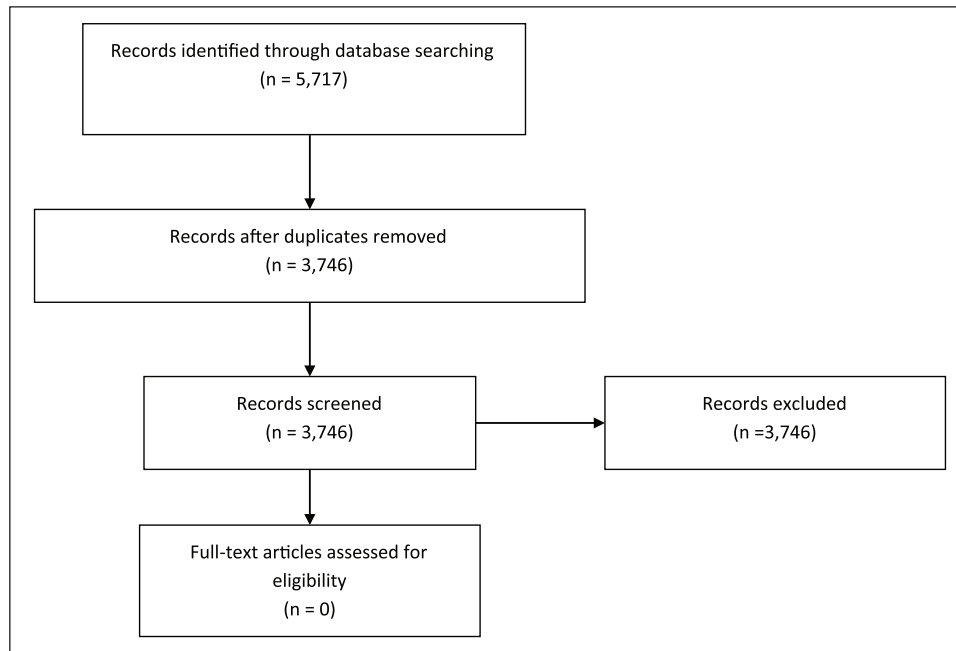 Records identified through database searching
(n = 5,717)
Records after duplicates removed
(n = 3,746)
Records screened
(n = 3,746)
Records excluded
(n =3,746)
Full-text articles assessed for
eligibility
(n = 0)